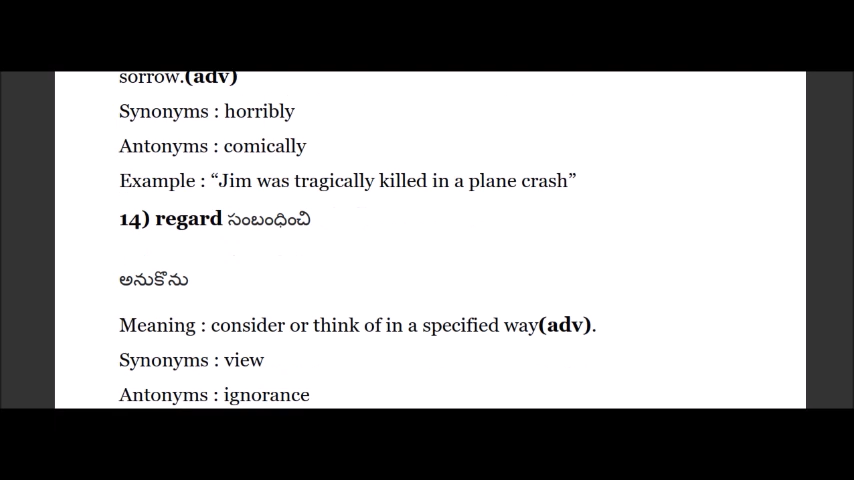 sorrow.(adv)
Synonyms : horribly
Antonyms : comically
Example : “Jim was tragically killed in a plane crash”
14) regard సంబంధించి
అనుకొను
Meaning : consider or think of in a specified way(adv).
Synonyms : view
Antonyms : ignorance